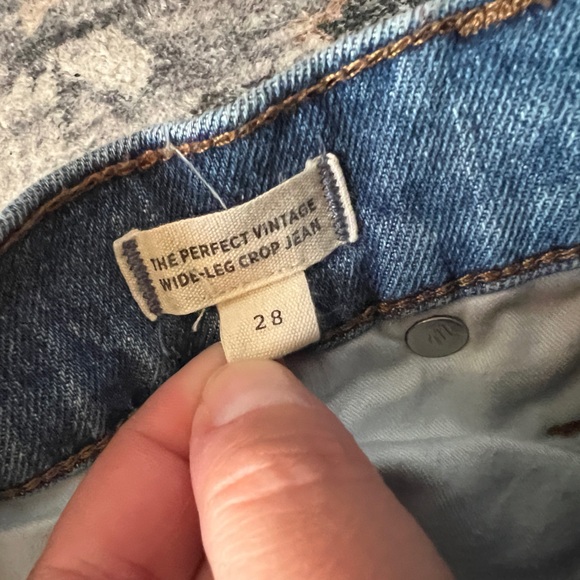 THE PERFECT VINTAGE
WIDE-LEG CROP JEAN
28